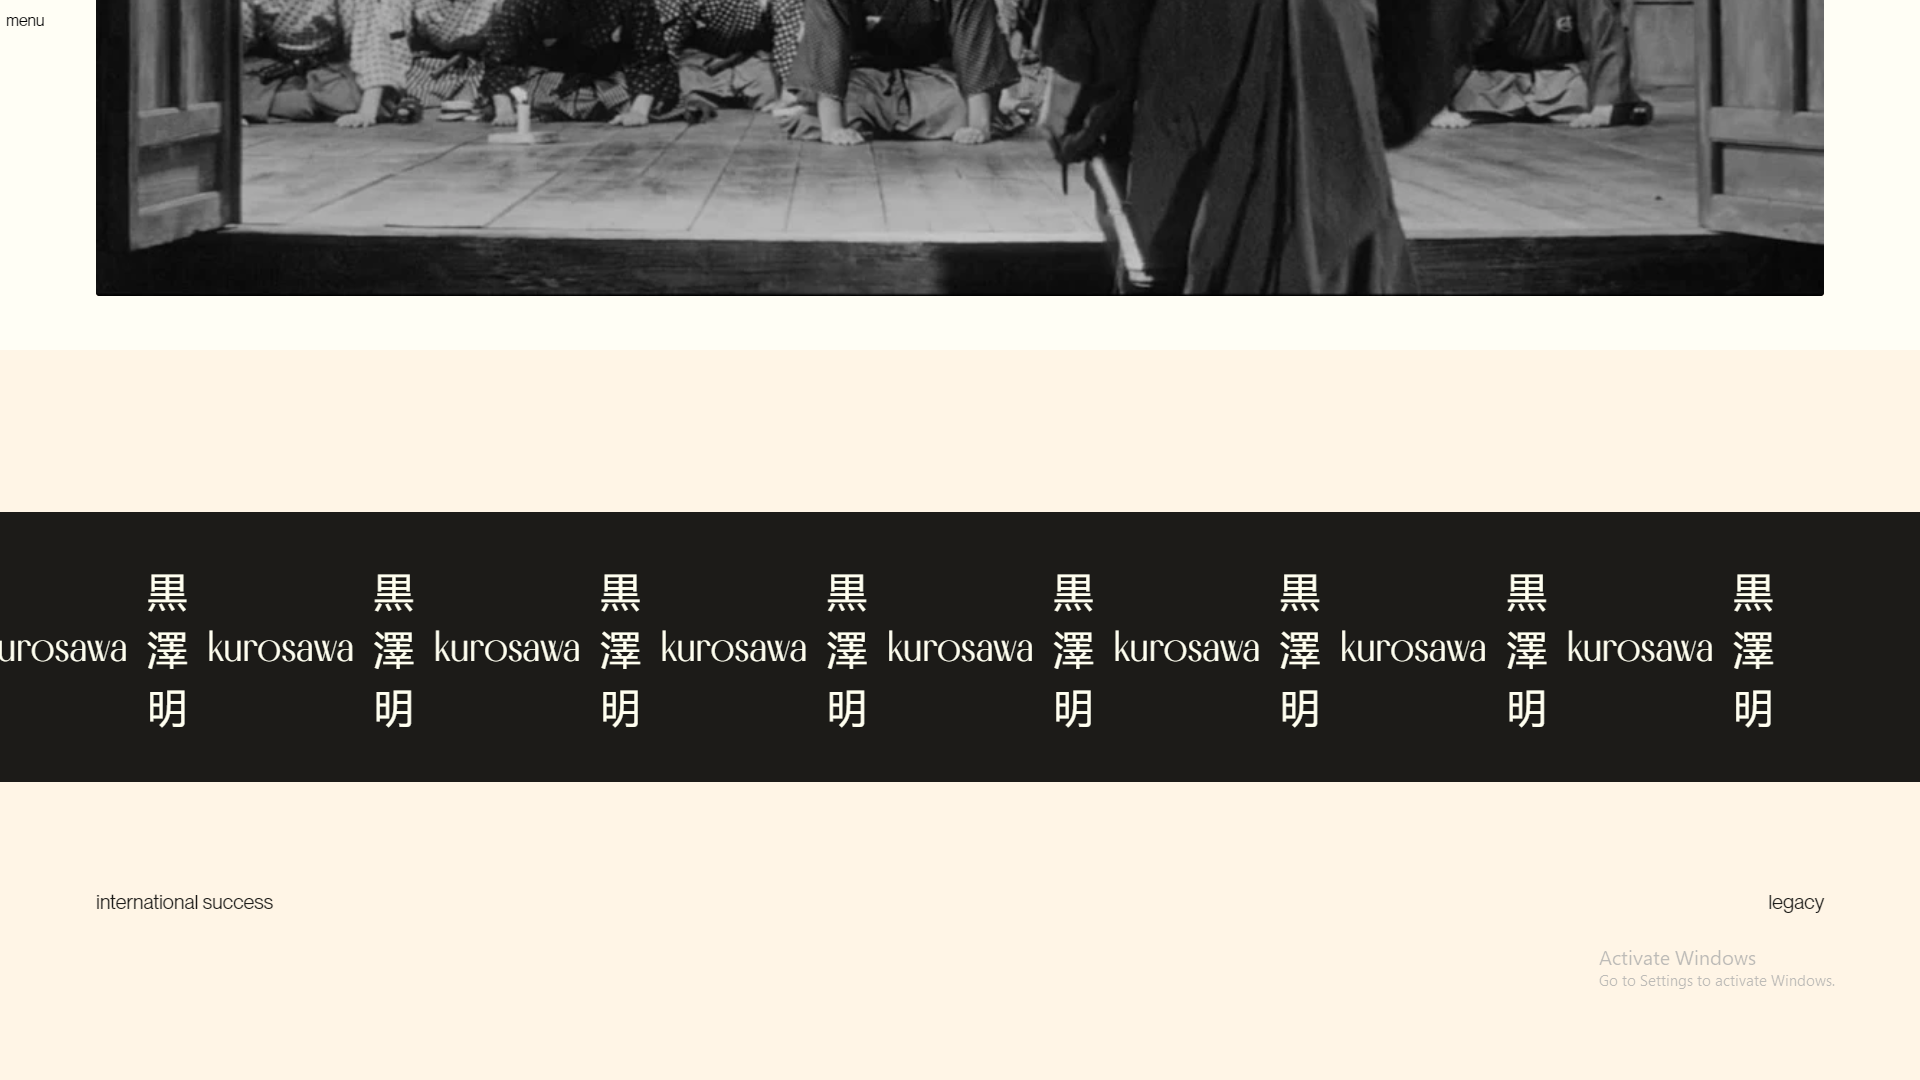 menu
urosawa 黒澤明 kurosawa 黒澤明 kurosawa 黒澤明 kurosawa 黒澤明 kurosawa 黒澤明 kurosawa 黒澤明 kurosawa 黒澤明 kurosawa 黒澤明
international success
legacy
Activate Windows
Go to Settings to activate Windows.